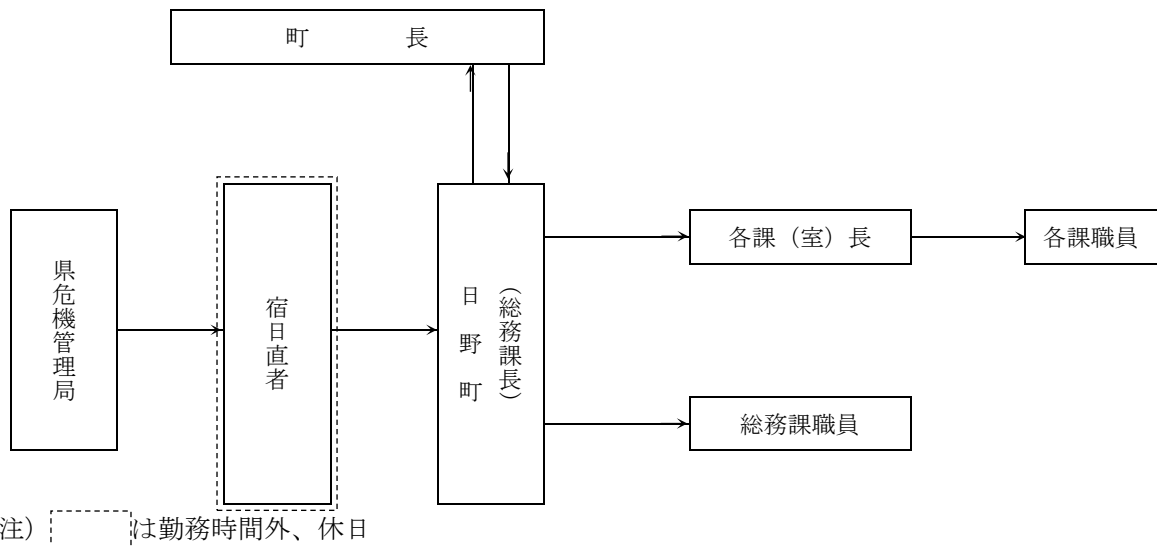 町　　　　長
県危機管理局
宿日直者
（総務課長）
日　野　町
各課（室）長
各課職員
総務課職員
注）　　　　は勤務時間外、休日